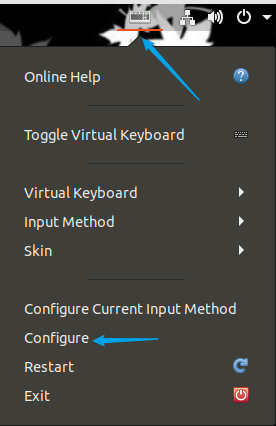 Online Help
Toggle Virtual Keyboard
Virtual Keyboard
Input Method
Skin
Configure Current Input Method
Configure
Restart
Exit